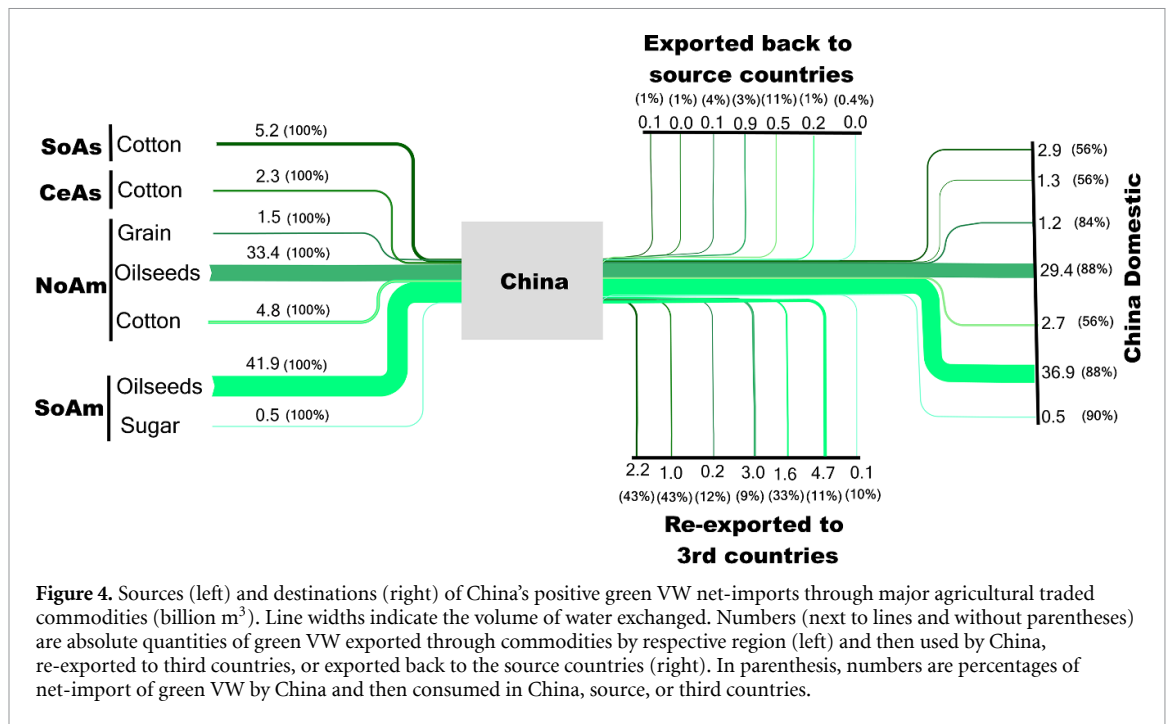 Exported back to
source countries
(1%) (1%) (4%) (3%) (11%) (1%) (0.4%)
0.1 0.0 0.1 0.9 0.5 0.2 0.0
SoAs Cotton 5.2 (100%)
CeAs Cotton 2.3 (100%)
NoAm
Grain 1.5 (100%)
Oilseeds 33.4 (100%)
Cotton 4.8 (100%)
SoAm
Oilseeds 41.9 (100%)
Sugar 0.5 (100%)
China
2.9 (56%)
1.3 (56%)
1.2 (84%)
29.4 (88%)
2.7 (56%)
36.9 (88%)
0.5 (90%)
China Domestic
2.2 1.0 0.2 3.0 1.6 4.7 0.1
(43%) (43%) (12%) (9%) (33%) (11%) (10%)
Re-exported to
3rd countries
Figure 4. Sources (left) and destinations (right) of China's positive green VW net-imports through major agricultural traded
commodities (billion m³). Line widths indicate the volume of water exchanged. Numbers (next to lines and without parentheses)
are absolute quantities of green VW exported through commodities by respective region (left) and then used by China,
re-exported to third countries, or exported back to the source countries (right). In parenthesis, numbers are percentages of
net-import of green VW by China and then consumed in China, source, or third countries.